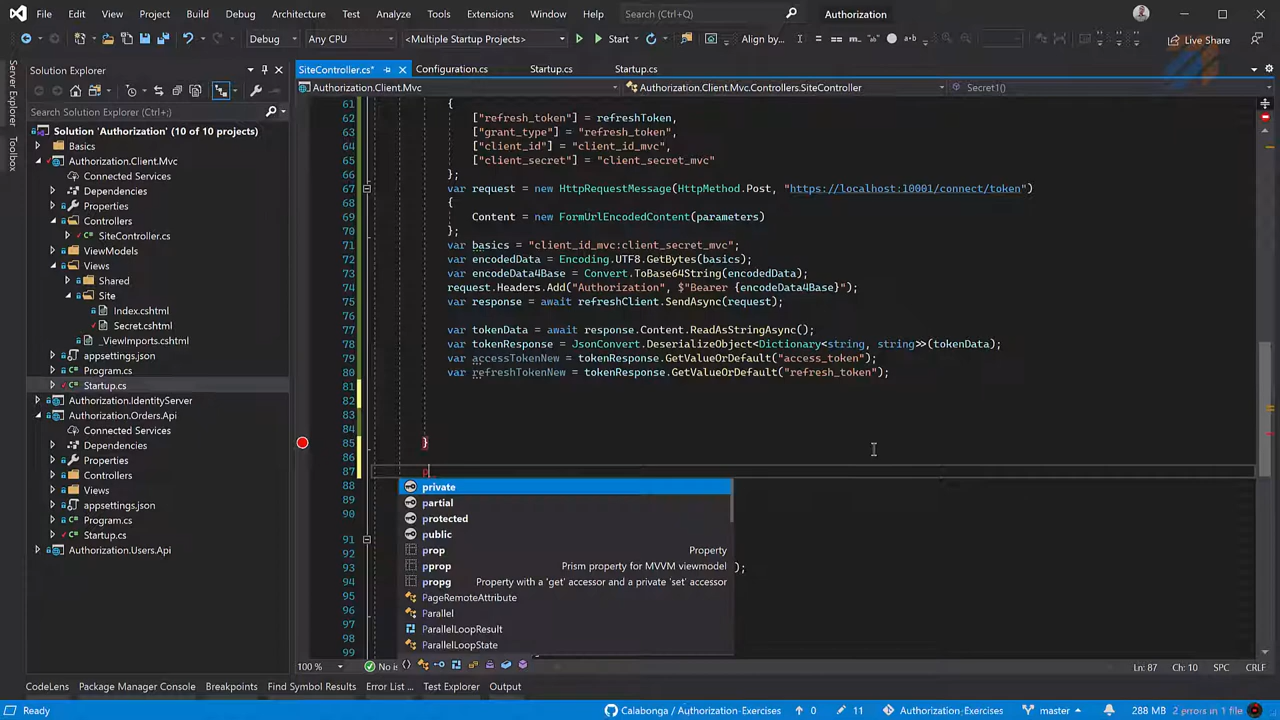 File Edit View Git Project Build Debug Architecture Test Analyze Tools Extensions Window Help Search (Ctrl+Q) Authorization
Debug Any CPU <Multiple Startup Projects> Start Align by... Live Share
Server Explorer
Toolbox
Solution Explorer
Search Solution Explorer (Ctrl+;)
Solution 'Authorization' (10 of 10 projects)
Basics
Authorization.Client.Mvc
Connected Services
Dependencies
Properties
Controllers
SiteController.cs
ViewModels
Views
Shared
Site
Index.cshtml
Secret.cshtml
_ViewImports.cshtml
appsettings.json
Program.cs
Startup.cs
Authorization.IdentityServer
Authorization.Orders.Api
Connected Services
Dependencies
Properties
Controllers
Views
appsettings.json
Program.cs
Startup.cs
Authorization.Users.Api
SiteController.cs* Configuration.cs Startup.cs Startup.cs
Authorization.Client.Mvc Authorization.Client.Mvc.Controllers.SiteController Secret1()
61 {
62 ["refresh_token"] = refreshToken,
63 ["grant_type"] = "refresh_token",
64 ["client_id"] = "client_id_mvc",
65 ["client_secret"] = "client_secret_mvc"
66 };
67 var request = new HttpRequestMessage(HttpMethod.Post, "https://localhost:10001/connect/token")
68 {
69 Content = new FormUrlEncodedContent(parameters)
70 };
71 var basics = "client_id_mvc:client_secret_mvc";
72 var encodedData = Encoding.UTF8.GetBytes(basics);
73 var encodeData4Base = Convert.ToBase64String(encodedData);
74 request.Headers.Add("Authorization", $"Bearer {encodeData4Base}");
75 var response = await refreshClient.SendAsync(request);
76
77 var tokenData = await response.Content.ReadAsStringAsync();
78 var tokenResponse = JsonConvert.DeserializeObject<Dictionary<string, string>>(tokenData);
79 var accessTokenNew = tokenResponse.GetValueOrDefault("access_token");
80 var refreshTokenNew = tokenResponse.GetValueOrDefault("refresh_token");
81
82
83
84
85 }
86
87 p
88 private
partial
89 protected
90 public
91 prop Property
92 pprop Prism property for MVVM viewmodel );
93 propg Property with a 'get' accessor and a private 'set' accessor
94 PageRemoteAttribute
95
96 Parallel
97 ParallelLoopResult
98 ParallelLoopState
99
100 % No is Ln: 87 Ch: 10 SPC CRLF
CodeLens Package Manager Console Breakpoints Find Symbol Results Error List ... Test Explorer Output
Ready Calabonga / Authorization-Exercises 0 11 Authorization-Exercises master 288 MB 2 errors in 1 file